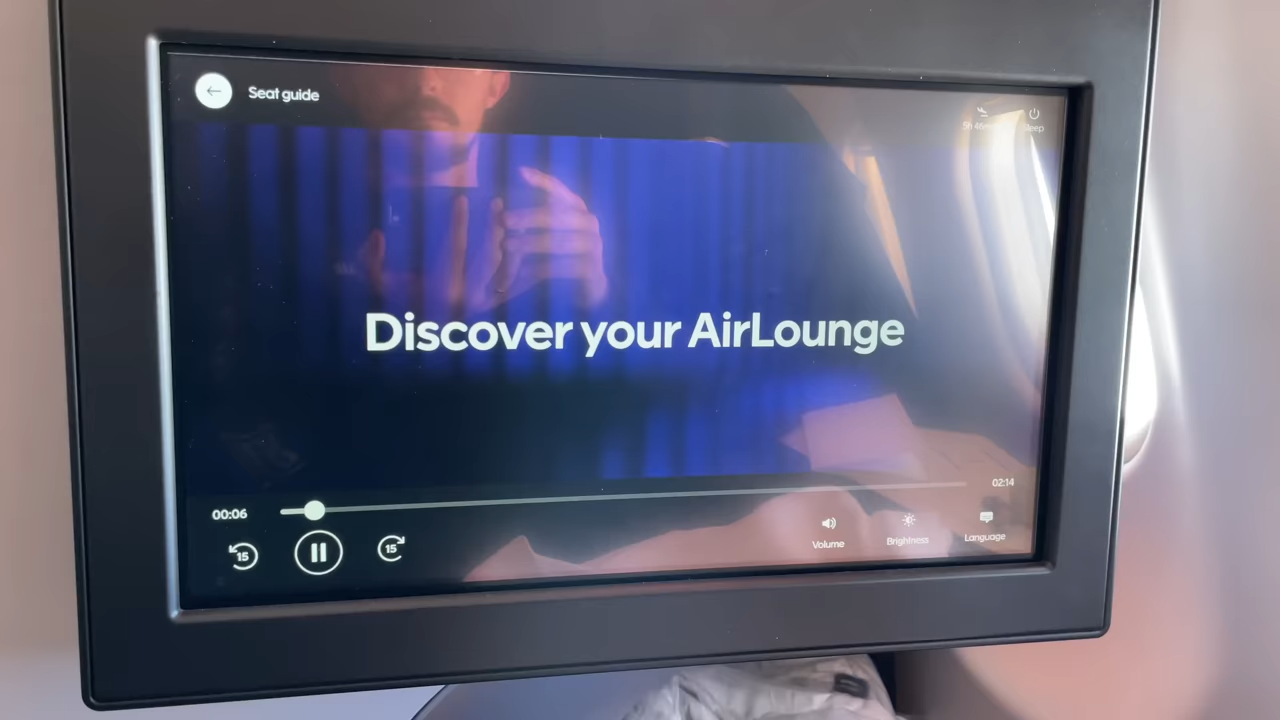 Seat guide
Discover your AirLounge
00:06
02:14
15
15
Volume
Brightness
Language